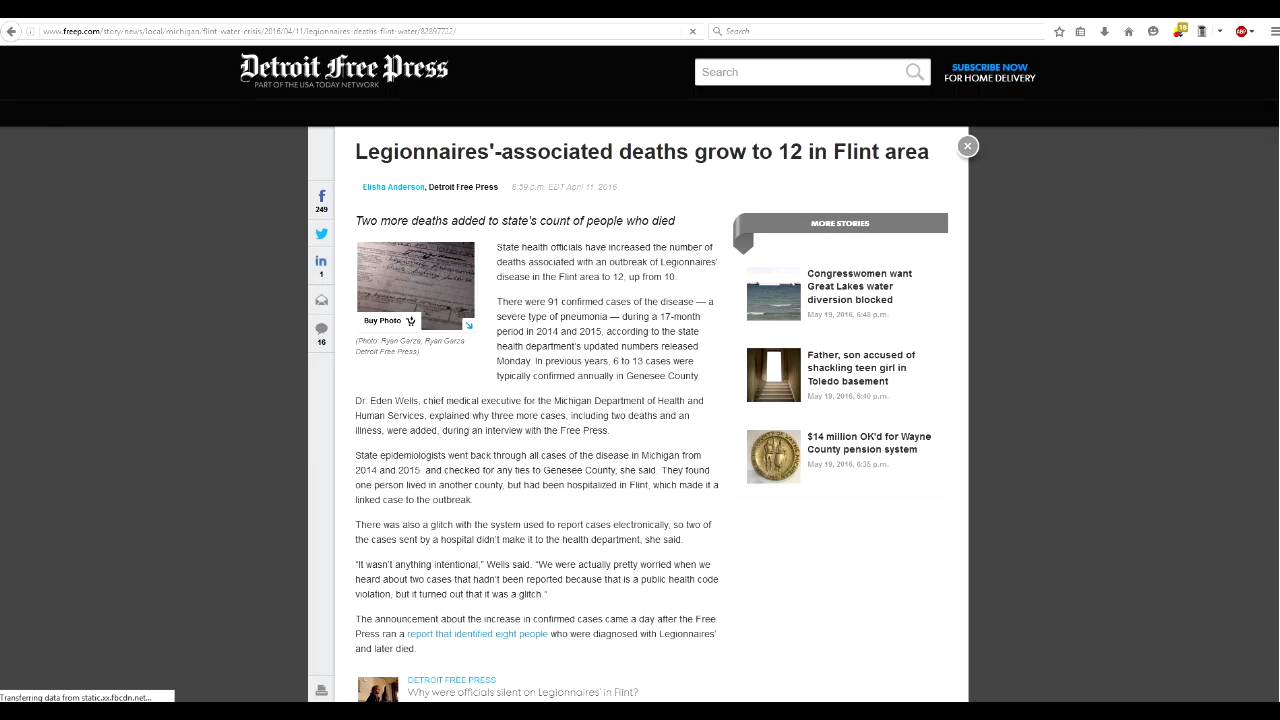 www.freep.com/story/news/local/michigan/flint-water-crisis/2016/04/11/legionnaires-deaths-flint-water/82897722/
Search
18
ABP
Detroit Free Press
PART OF THE USA TODAY NETWORK
Search
SUBSCRIBE NOW
FOR HOME DELIVERY
Legionnaires'-associated deaths grow to 12 in Flint area
Elisha Anderson, Detroit Free Press 6:59 p.m. EDT April 11, 2016
249
1
16
Two more deaths added to state's count of people who died
Buy Photo
(Photo: Ryan Garza, Ryan Garza
Detroit Free Press)
State health officials have increased the number of
deaths associated with an outbreak of Legionnaires'
disease in the Flint area to 12, up from 10.
There were 91 confirmed cases of the disease — a
severe type of pneumonia — during a 17-month
period in 2014 and 2015, according to the state
health department's updated numbers released
Monday. In previous years, 6 to 13 cases were
typically confirmed annually in Genesee County.
Dr. Eden Wells, chief medical executive for the Michigan Department of Health and
Human Services, explained why three more cases, including two deaths and an
illness, were added, during an interview with the Free Press.
State epidemiologists went back through all cases of the disease in Michigan from
2014 and 2015 and checked for any ties to Genesee County, she said. They found
one person lived in another county, but had been hospitalized in Flint, which made it a
linked case to the outbreak.
There was also a glitch with the system used to report cases electronically, so two of
the cases sent by a hospital didn't make it to the health department, she said.
“It wasn't anything intentional,” Wells said. “We were actually pretty worried when we
heard about two cases that hadn't been reported because that is a public health code
violation, but it turned out that it was a glitch.”
The announcement about the increase in confirmed cases came a day after the Free
Press ran a report that identified eight people who were diagnosed with Legionnaires'
and later died.
DETROIT FREE PRESS
Why were officials silent on Legionnaires' in Flint?
MORE STORIES
Congresswomen want
Great Lakes water
diversion blocked
May 19, 2016, 6:48 p.m.
Father, son accused of
shackling teen girl in
Toledo basement
May 19, 2016, 6:40 p.m.
$14 million OK'd for Wayne
County pension system
May 19, 2016, 6:35 p.m.
Transferring data from static.xx.fbcdn.net...